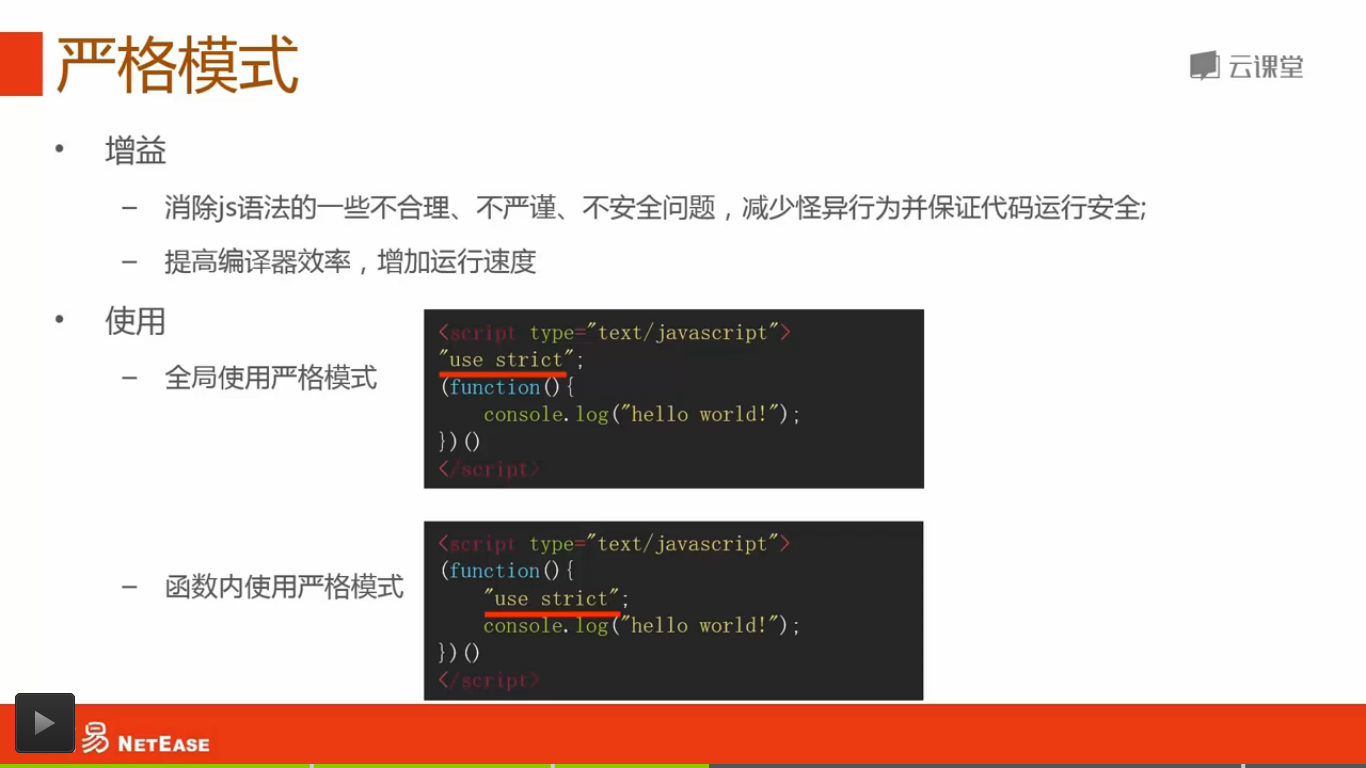 严格模式
云课堂
• 增益
– 消除js语法的一些不合理、不严谨、不安全问题，减少怪异行为并保证代码运行安全;
– 提高编译器效率，增加运行速度
• 使用
– 全局使用严格模式
<script type="text/javascript">
"use strict";
(function(){
    console.log("hello world!");
})()
</script>
– 函数内使用严格模式
<script type="text/javascript">
(function(){
    "use strict";
    console.log("hello world!");
})()
</script>
易 NETEASE